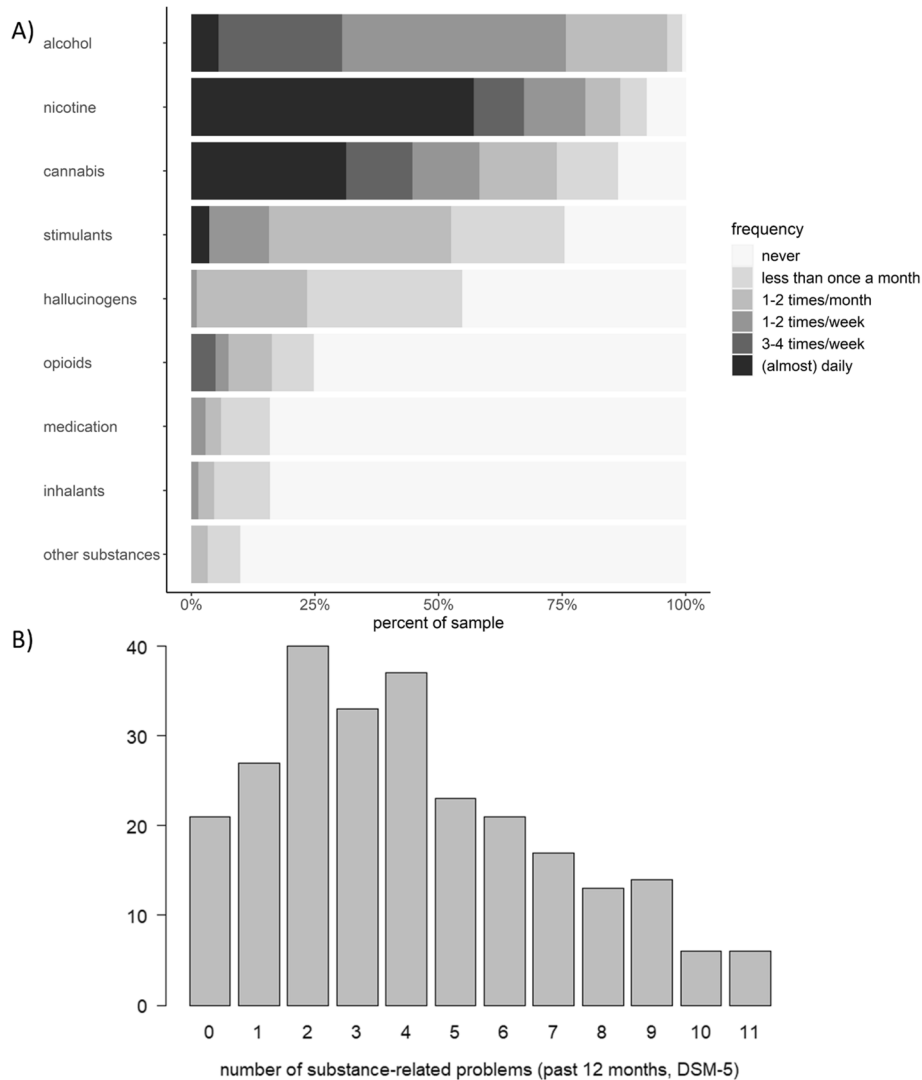 A)
alcohol
nicotine
cannabis
stimulants
hallucinogens
opioids
medication
inhalants
other substances
0% 25% 50% 75% 100%
percent of sample
frequency
never
less than once a month
1-2 times/month
1-2 times/week
3-4 times/week
(almost) daily
B)
40
30
20
10
0
0 1 2 3 4 5 6 7 8 9 10 11
number of substance-related problems (past 12 months, DSM-5)